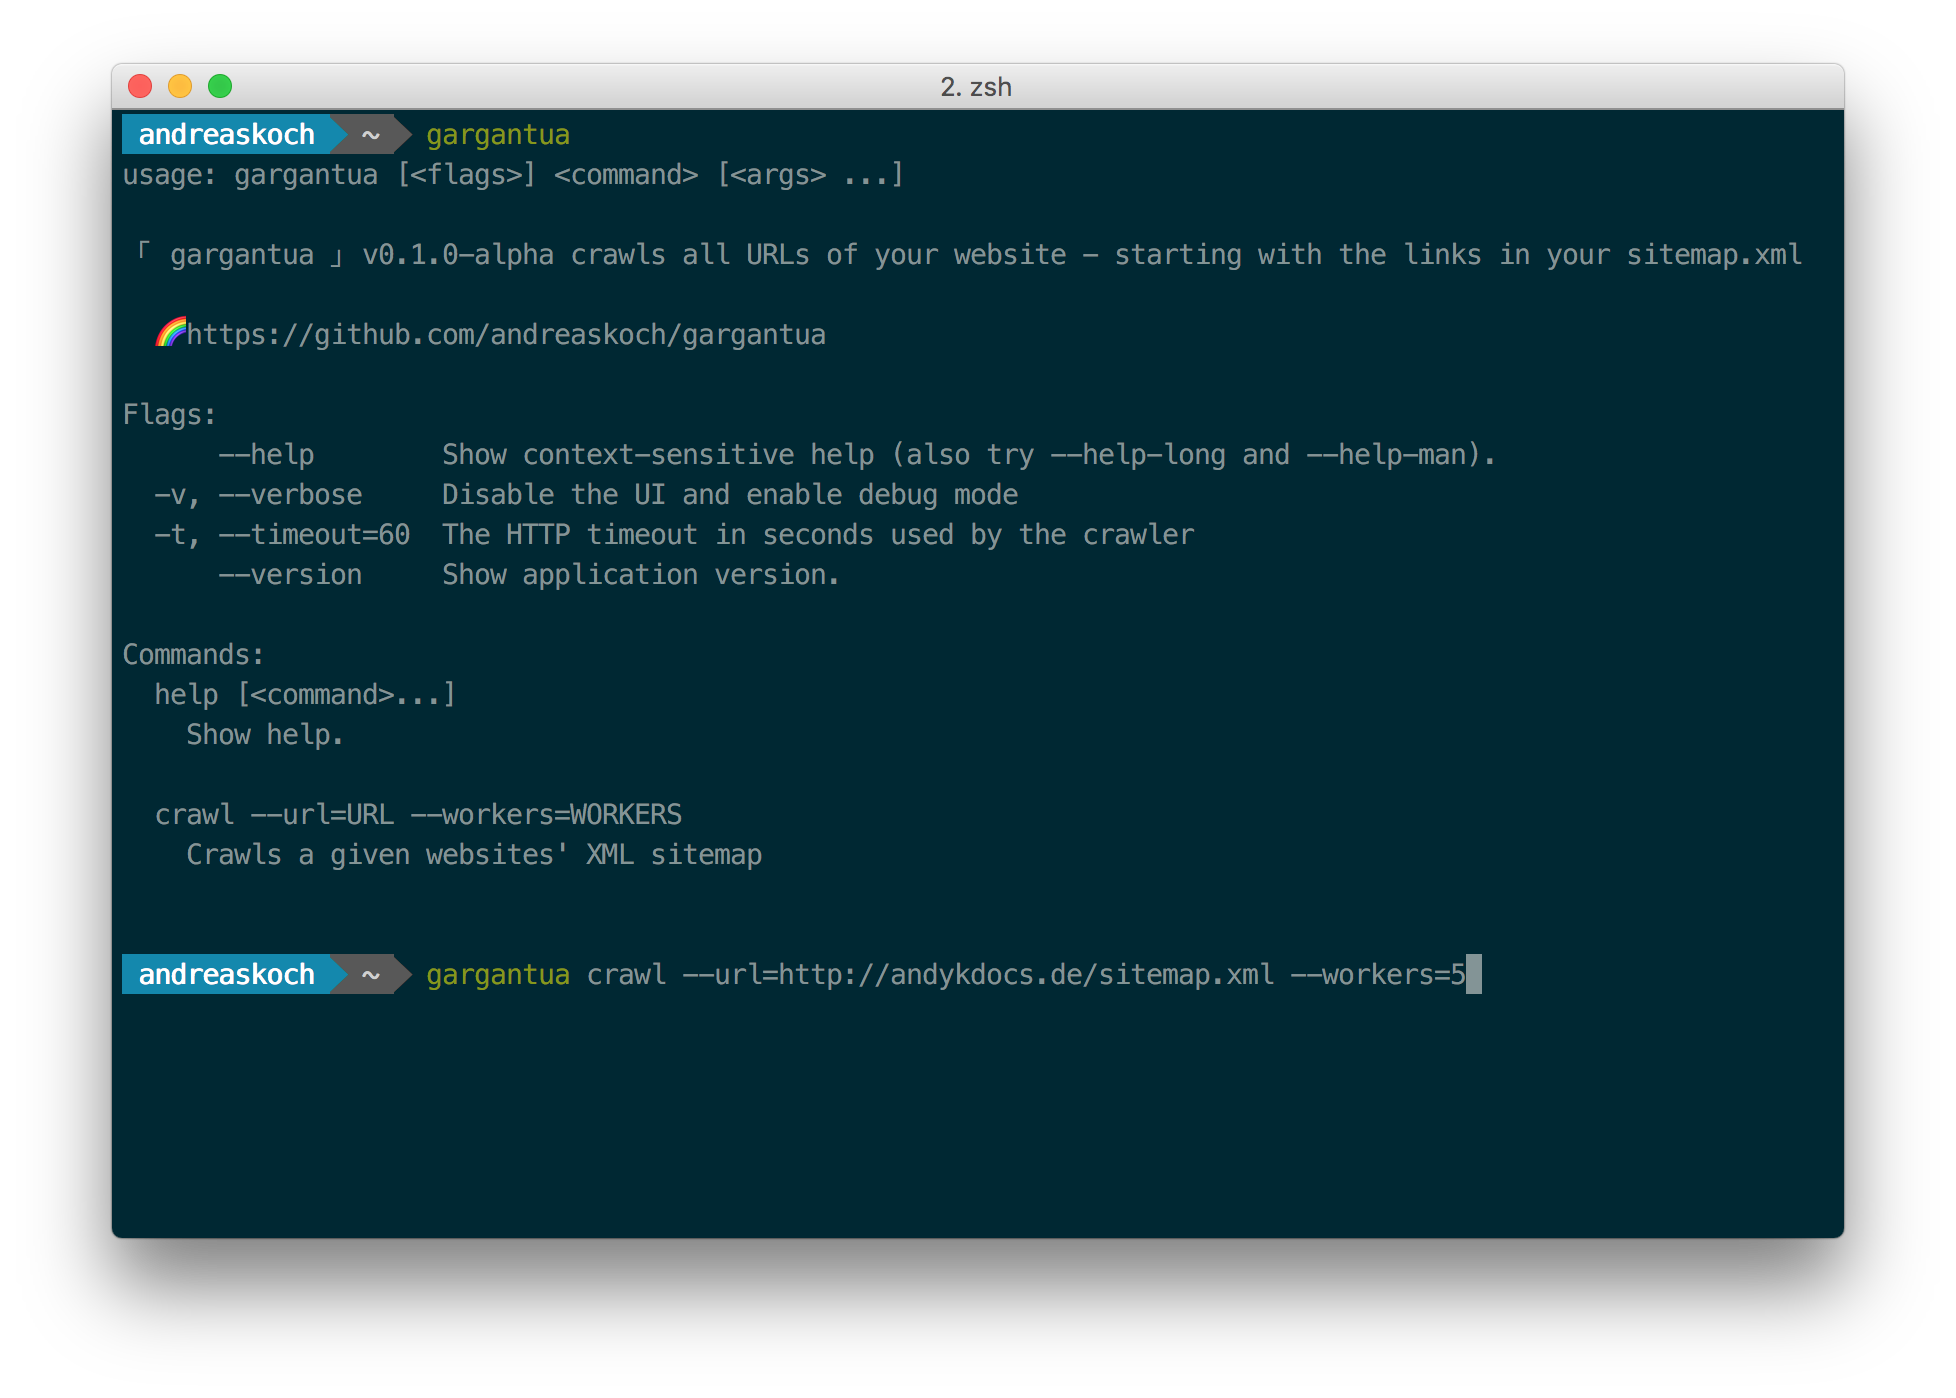 2. zsh
andreaskoch ~ gargantua
usage: gargantua [<flags>] <command> [<args> ...]
「 gargantua 」 v0.1.0-alpha crawls all URLs of your website - starting with the links in your sitemap.xml
🌈https://github.com/andreaskoch/gargantua
Flags:
--help Show context-sensitive help (also try --help-long and --help-man).
-v, --verbose Disable the UI and enable debug mode
-t, --timeout=60 The HTTP timeout in seconds used by the crawler
--version Show application version.
Commands:
help [<command>...]
Show help.
crawl --url=URL --workers=WORKERS
Crawls a given websites' XML sitemap
andreaskoch ~ gargantua crawl --url=http://andykdocs.de/sitemap.xml --workers=5